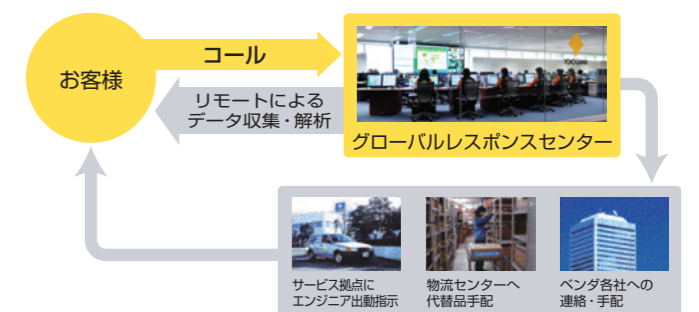 お客様
コール
リモートによる
データ収集・解析
YOKOGAWA
グローバルレスポンスセンター
サービス拠点に
エンジニア出動指示
物流センターへ
代替品手配
ベンダ各社への
連絡・手配